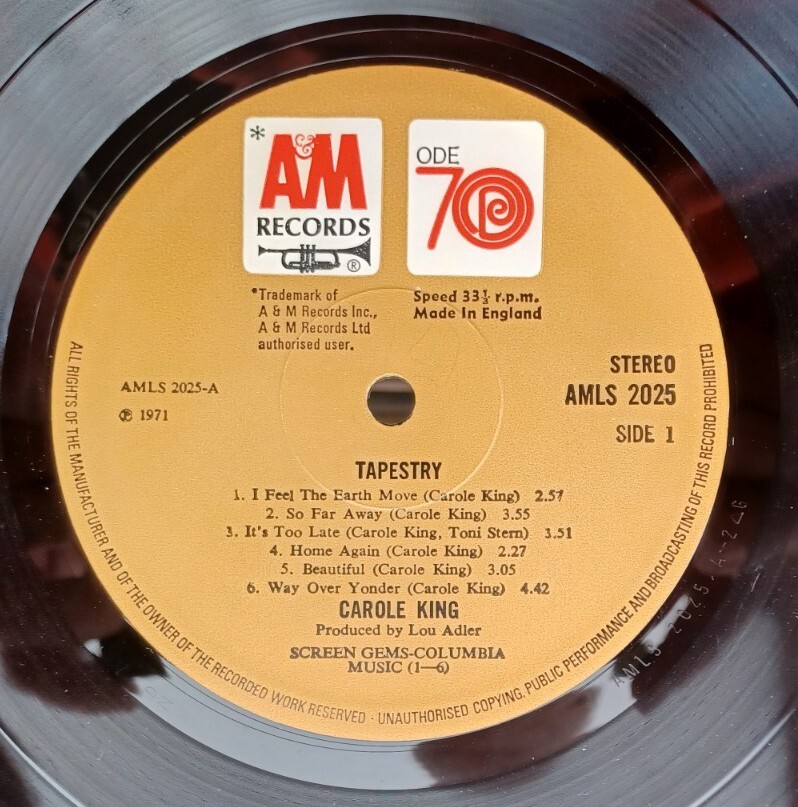 * A&M
RECORDS
®
ODE
70
*Trademark of
A & M Records Inc.,
A & M Records Ltd
authorised user.
Speed 33⅓ r.p.m.
Made In England
AMLS 2025-A
℗ 1971
STEREO
AMLS 2025
SIDE 1
TAPESTRY
1. I Feel The Earth Move (Carole King) 2.57
2. So Far Away (Carole King) 3.55
3. It's Too Late (Carole King, Toni Stern) 3.51
4. Home Again (Carole King) 2.27
5. Beautiful (Carole King) 3.05
6. Way Over Yonder (Carole King) 4.42
CAROLE KING
Produced by Lou Adler
SCREEN GEMS-COLUMBIA
MUSIC (1—6)
ALL RIGHTS OF THE MANUFACTURER AND OF THE OWNER OF THE RECORDED WORK RESERVED · UNAUTHORISED COPYING, PUBLIC PERFORMANCE AND BROADCASTING OF THIS RECORD PROHIBITED
AMLS 2025